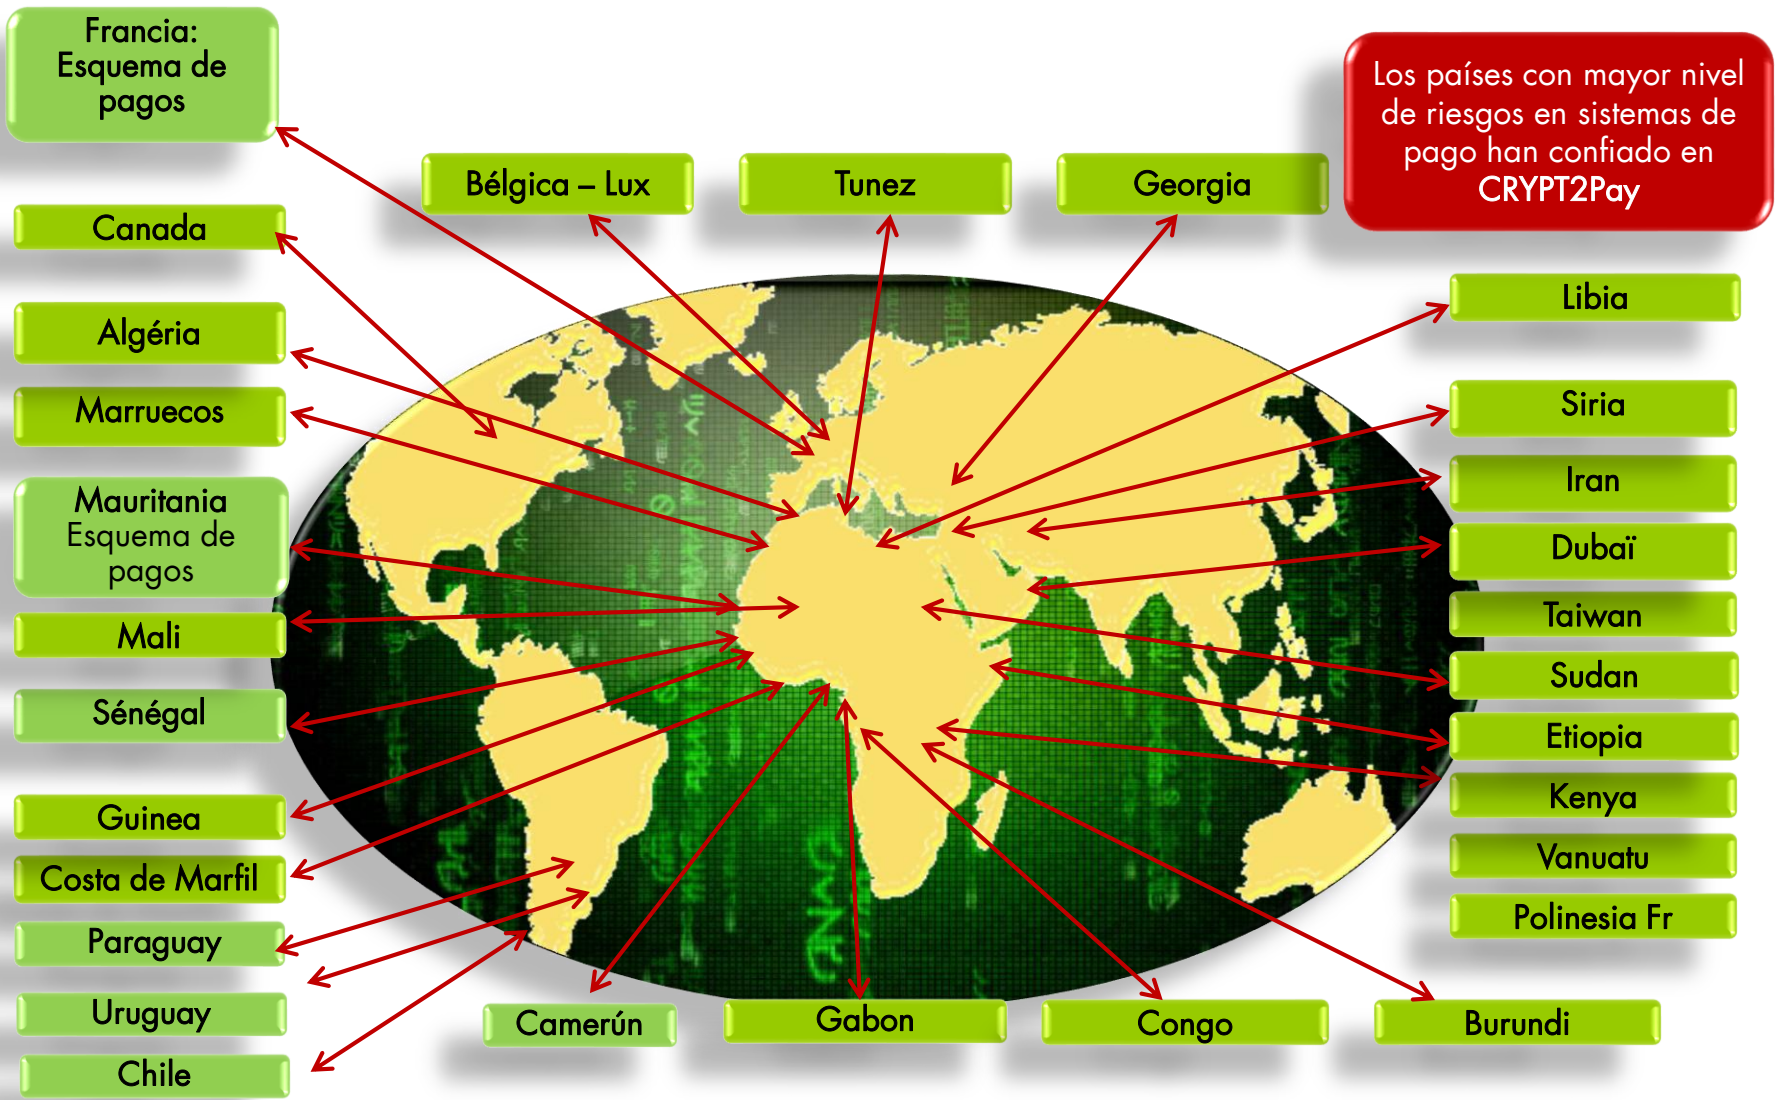 Francia:
Esquema de
pagos
Los países con mayor nivel
de riesgos en sistemas de
pago han confiado en
CRYPT2Pay
Bélgica – Lux
Tunez
Georgia
Canada
Algéria
Marruecos
Mauritania
Esquema de
pagos
Mali
Sénégal
Guinea
Costa de Marfil
Paraguay
Uruguay
Chile
Libia
Siria
Iran
Dubaï
Taiwan
Sudan
Etiopia
Kenya
Vanuatu
Polinesia Fr
Camerún
Gabon
Congo
Burundi